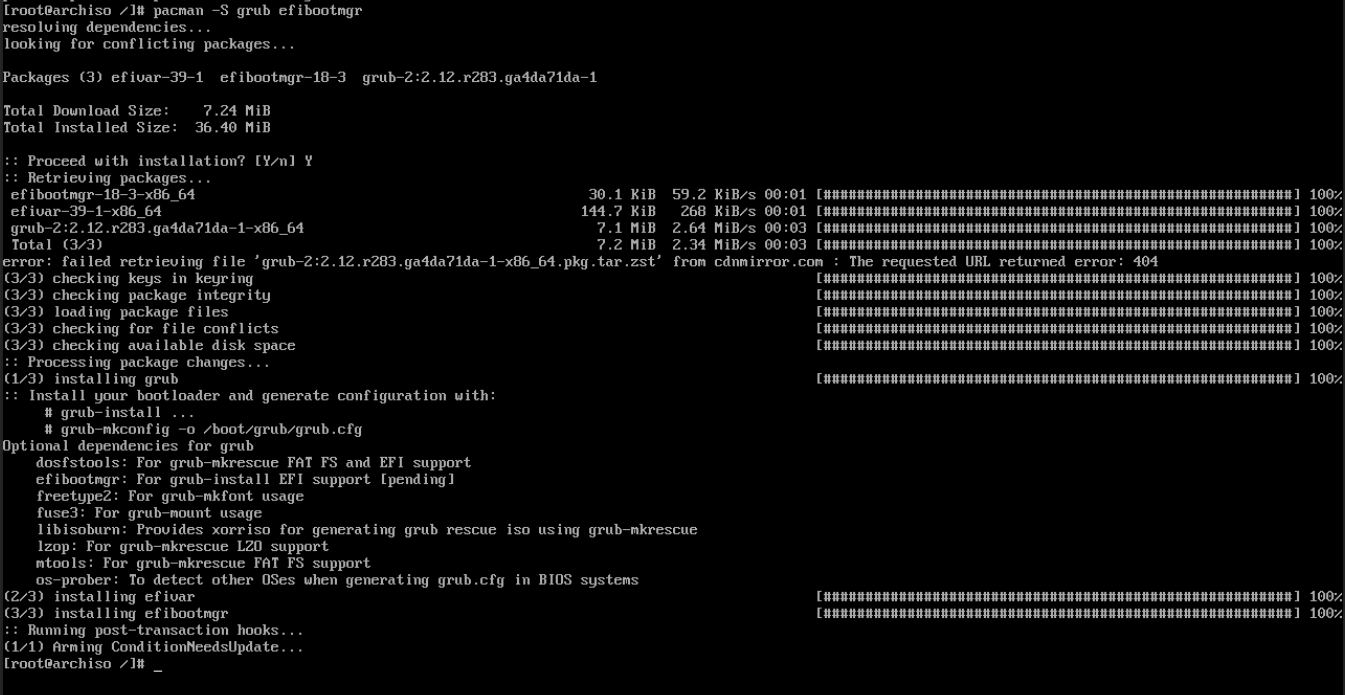 [root@archiso /]# pacman -S grub efibootmgr
resolving dependencies...
looking for conflicting packages...
Packages (3) efivar-39-1  efibootmgr-18-3  grub-2:2.12.r283.ga4da71da-1
Total Download Size:    7.24 MiB
Total Installed Size:  36.40 MiB
:: Proceed with installation? [Y/n] Y
:: Retrieving packages...
efibootmgr-18-3-x86_64 30.1 KiB  59.2 KiB/s 00:01 [########################################################] 100%
efivar-39-1-x86_64 144.7 KiB   268 KiB/s 00:01 [########################################################] 100%
grub-2:2.12.r283.ga4da71da-1-x86_64 7.1 MiB  2.64 MiB/s 00:03 [########################################################] 100%
Total (3/3) 7.2 MiB  2.34 MiB/s 00:03 [########################################################] 100%
error: failed retrieving file 'grub-2:2.12.r283.ga4da71da-1-x86_64.pkg.tar.zst' from cdnmirror.com : The requested URL returned error: 404
(3/3) checking keys in keyring [########################################################] 100%
(3/3) checking package integrity [########################################################] 100%
(3/3) loading package files [########################################################] 100%
(3/3) checking for file conflicts [########################################################] 100%
(3/3) checking available disk space [########################################################] 100%
:: Processing package changes...
(1/3) installing grub [########################################################] 100%
:: Install your bootloader and generate configuration with:
# grub-install ...
# grub-mkconfig -o /boot/grub/grub.cfg
Optional dependencies for grub
dosfstools: For grub-mkrescue FAT FS and EFI support
efibootmgr: For grub-install EFI support [pending]
freetype2: For grub-mkfont usage
fuse3: For grub-mount usage
libisoburn: Provides xorriso for generating grub rescue iso using grub-mkrescue
lzop: For grub-mkrescue LZO support
mtools: For grub-mkrescue FAT FS support
os-prober: To detect other OSes when generating grub.cfg in BIOS systems
(2/3) installing efivar [########################################################] 100%
(3/3) installing efibootmgr [########################################################] 100%
:: Running post-transaction hooks...
(1/1) Arming ConditionNeedsUpdate...
[root@archiso /]# _